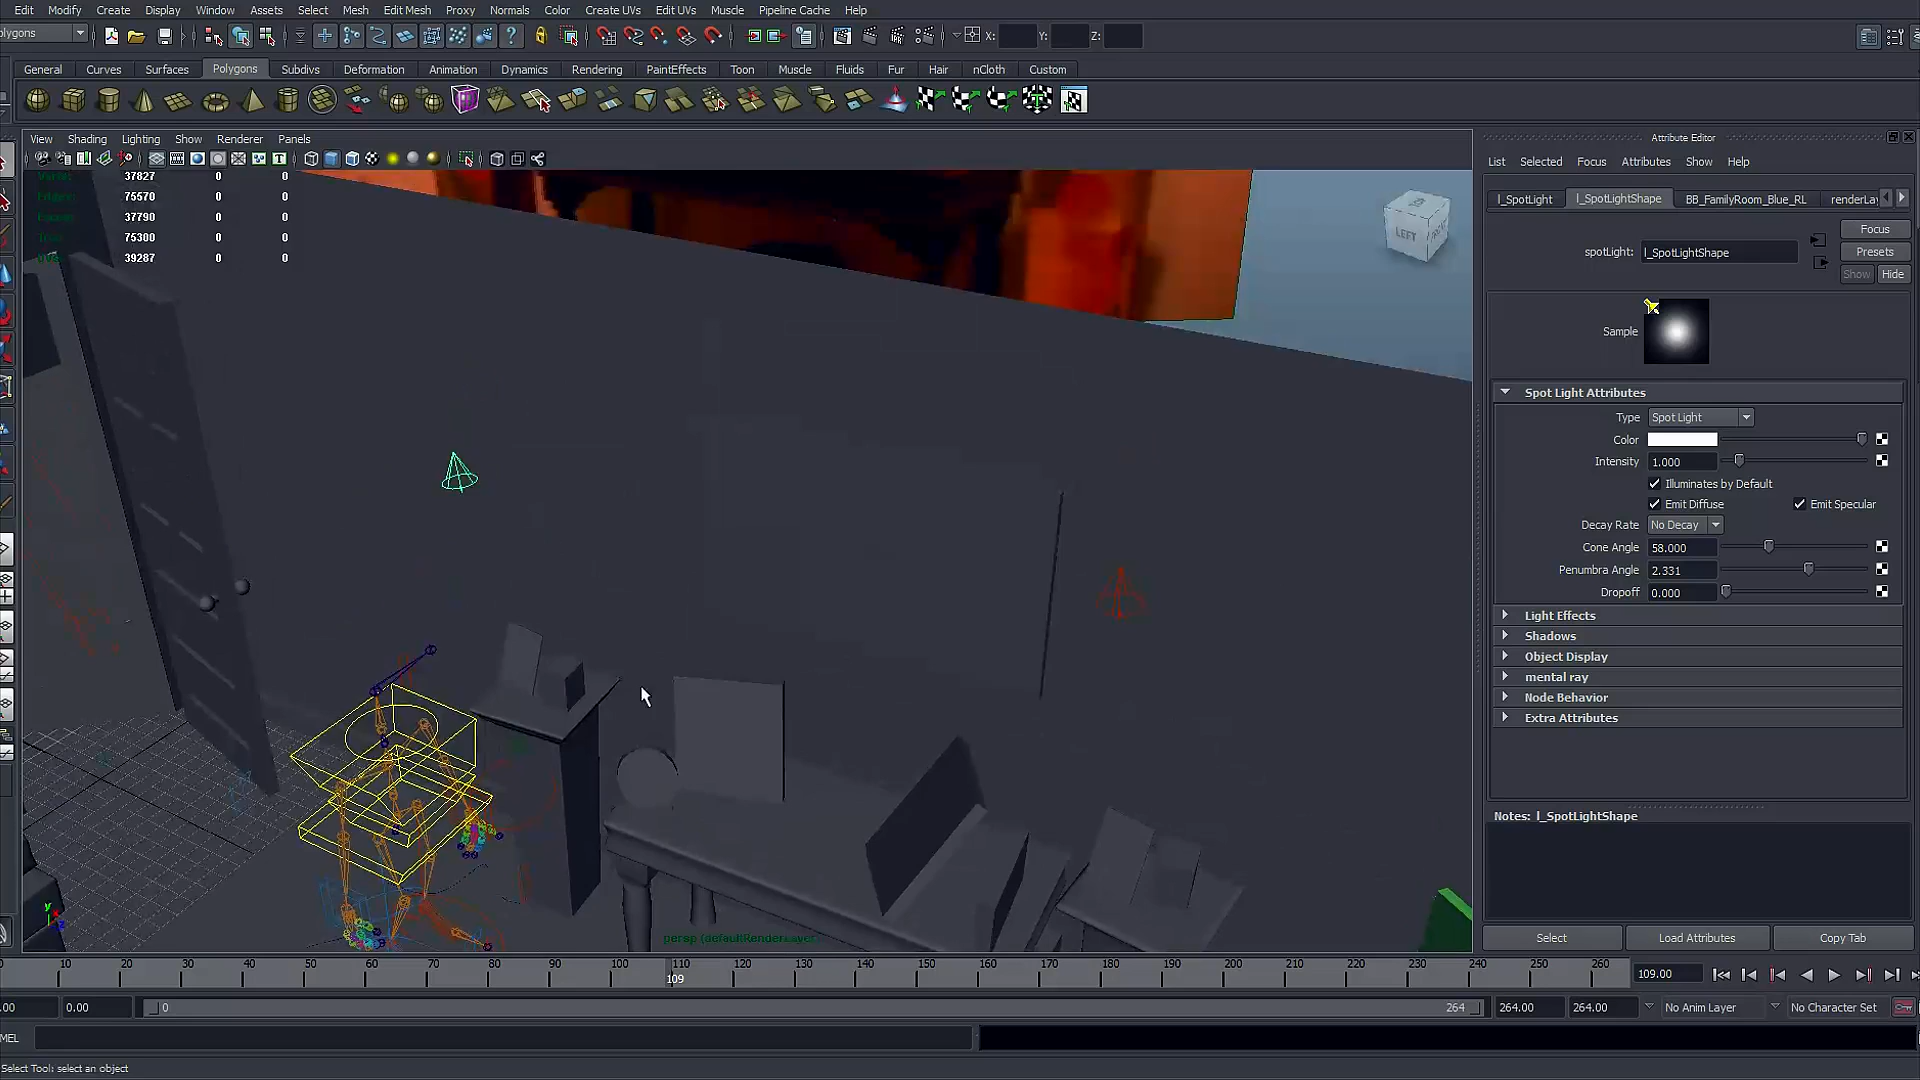 Edit Modify Create Display Window Assets Select Mesh Edit Mesh Proxy Normals Color Create UVs Edit UVs Muscle Pipeline Cache Help
olygons X: Y: Z:
General Curves Surfaces Polygons Subdivs Deformation Animation Dynamics Rendering PaintEffects Toon Muscle Fluids Fur Hair nCloth Custom
View Shading Lighting Show Renderer Panels
Attribute Editor
List Selected Focus Attributes Show Help
37827 0 0
75570 0 0
37790 0 0
75300 0 0
39287 0 0
LEFT
l_SpotLight l_SpotLightShape BB_FamilyRoom_Blue_RL renderLay
Focus
spotLight: l_SpotLightShape
Presets
Show Hide
Sample
Spot Light Attributes
Type Spot Light
Color
Intensity 1.000
Illuminates by Default
Emit Diffuse Emit Specular
Decay Rate No Decay
Cone Angle 58.000
Penumbra Angle 2.331
Dropoff 0.000
Light Effects
Shadows
Object Display
mental ray
Node Behavior
Extra Attributes
Notes: l_SpotLightShape
persp (defaultRenderLayer
Select Load Attributes Copy Tab
10 20 30 40 50 60 70 80 90 100 110 120 130 140 150 160 170 180 190 200 210 220 230 240 250 260
109
109.00
.00 0.00 0 264 264.00 264.00 No Anim Layer No Character Set
MEL
Select Tool: select an object